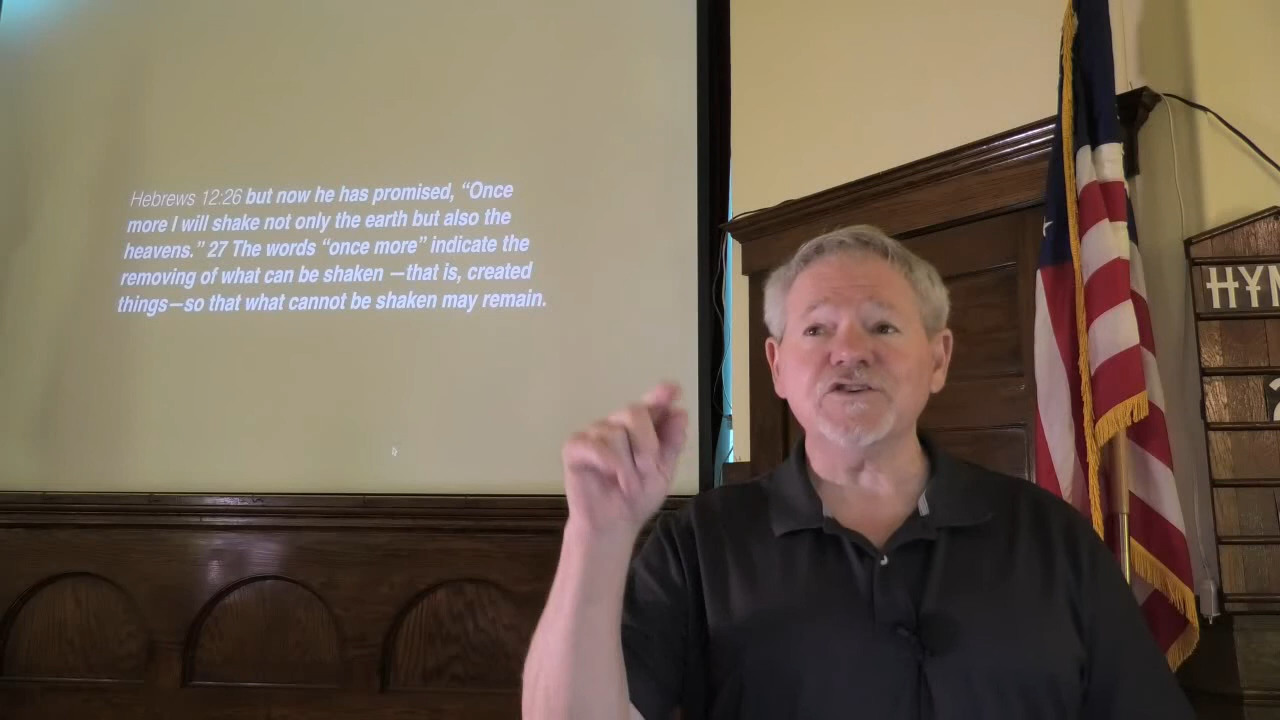 Hebrews 12:26 but now he has promised, “Once
more I will shake not only the earth but also the
heavens.” 27 The words “once more” indicate the
removing of what can be shaken —that is, created
things—so that what cannot be shaken may remain.
HYM